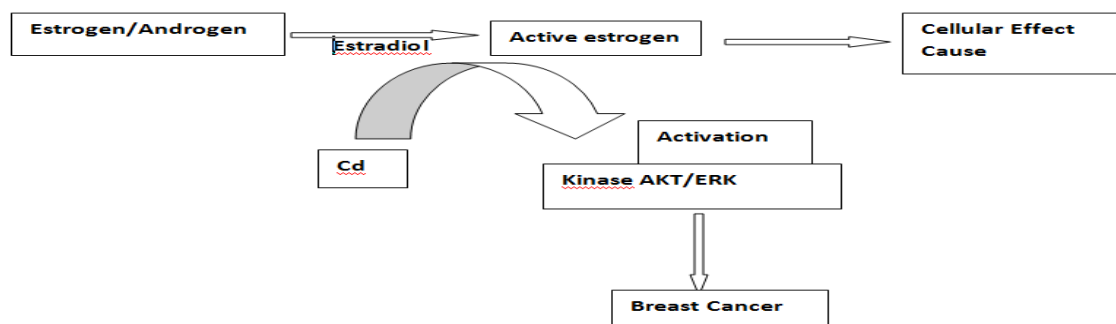 Estrogen/Androgen
Estradiol
Active estrogen
Cellular Effect
Cause
Cd
Activation
Kinase AKT/ERK
Breast Cancer